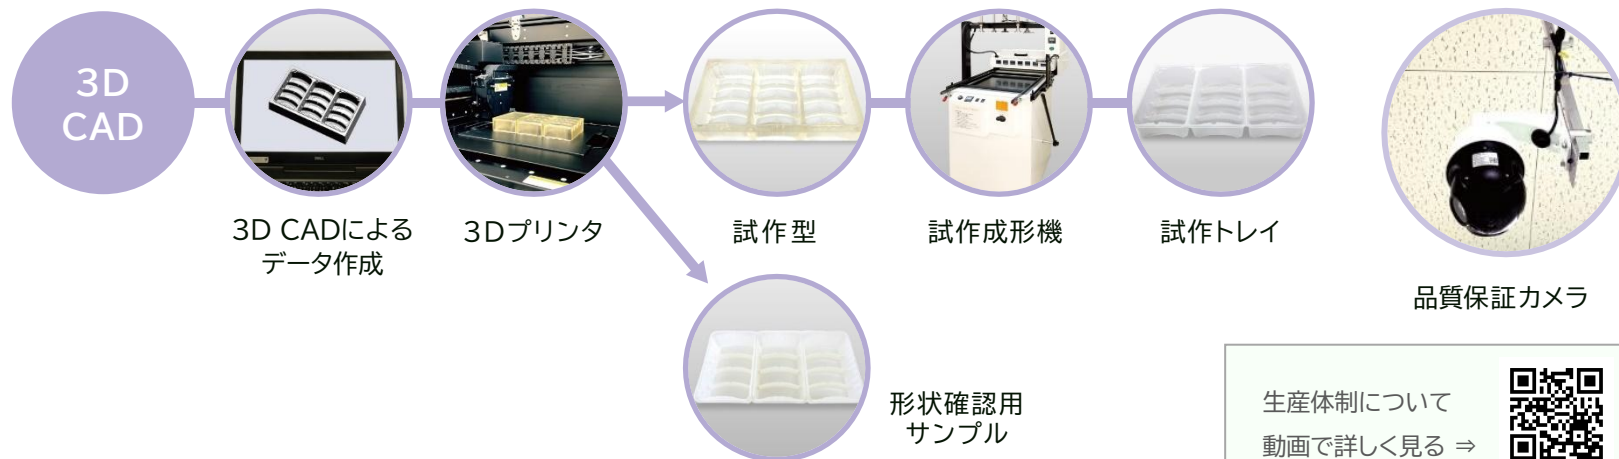 3D
CAD
3D CADによる
データ作成
3Dプリンタ
試作型
試作成形機
試作トレイ
品質保証カメラ
形状確認用
サンプル
生産体制について
動画で詳しく見る ⇒